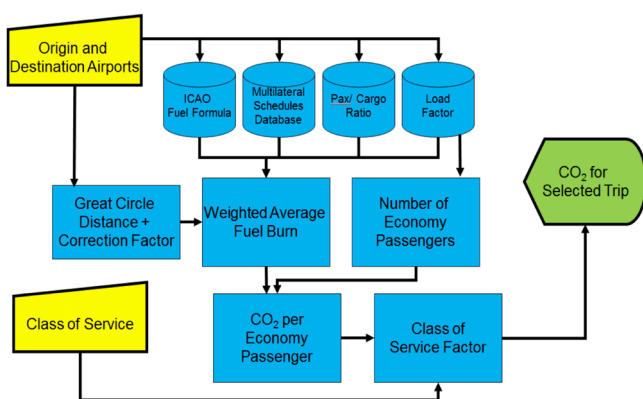 Origin and
Destination Airports
ICAO
Fuel Formula
Multilateral
Schedules
Database
Pax/ Cargo
Ratio
Load
Factor
CO2 for
Selected Trip
Great Circle
Distance +
Correction Factor
Weighted Average
Fuel Burn
Number of
Economy
Passengers
Class of Service
CO2 per
Economy
Passenger
Class of
Service Factor